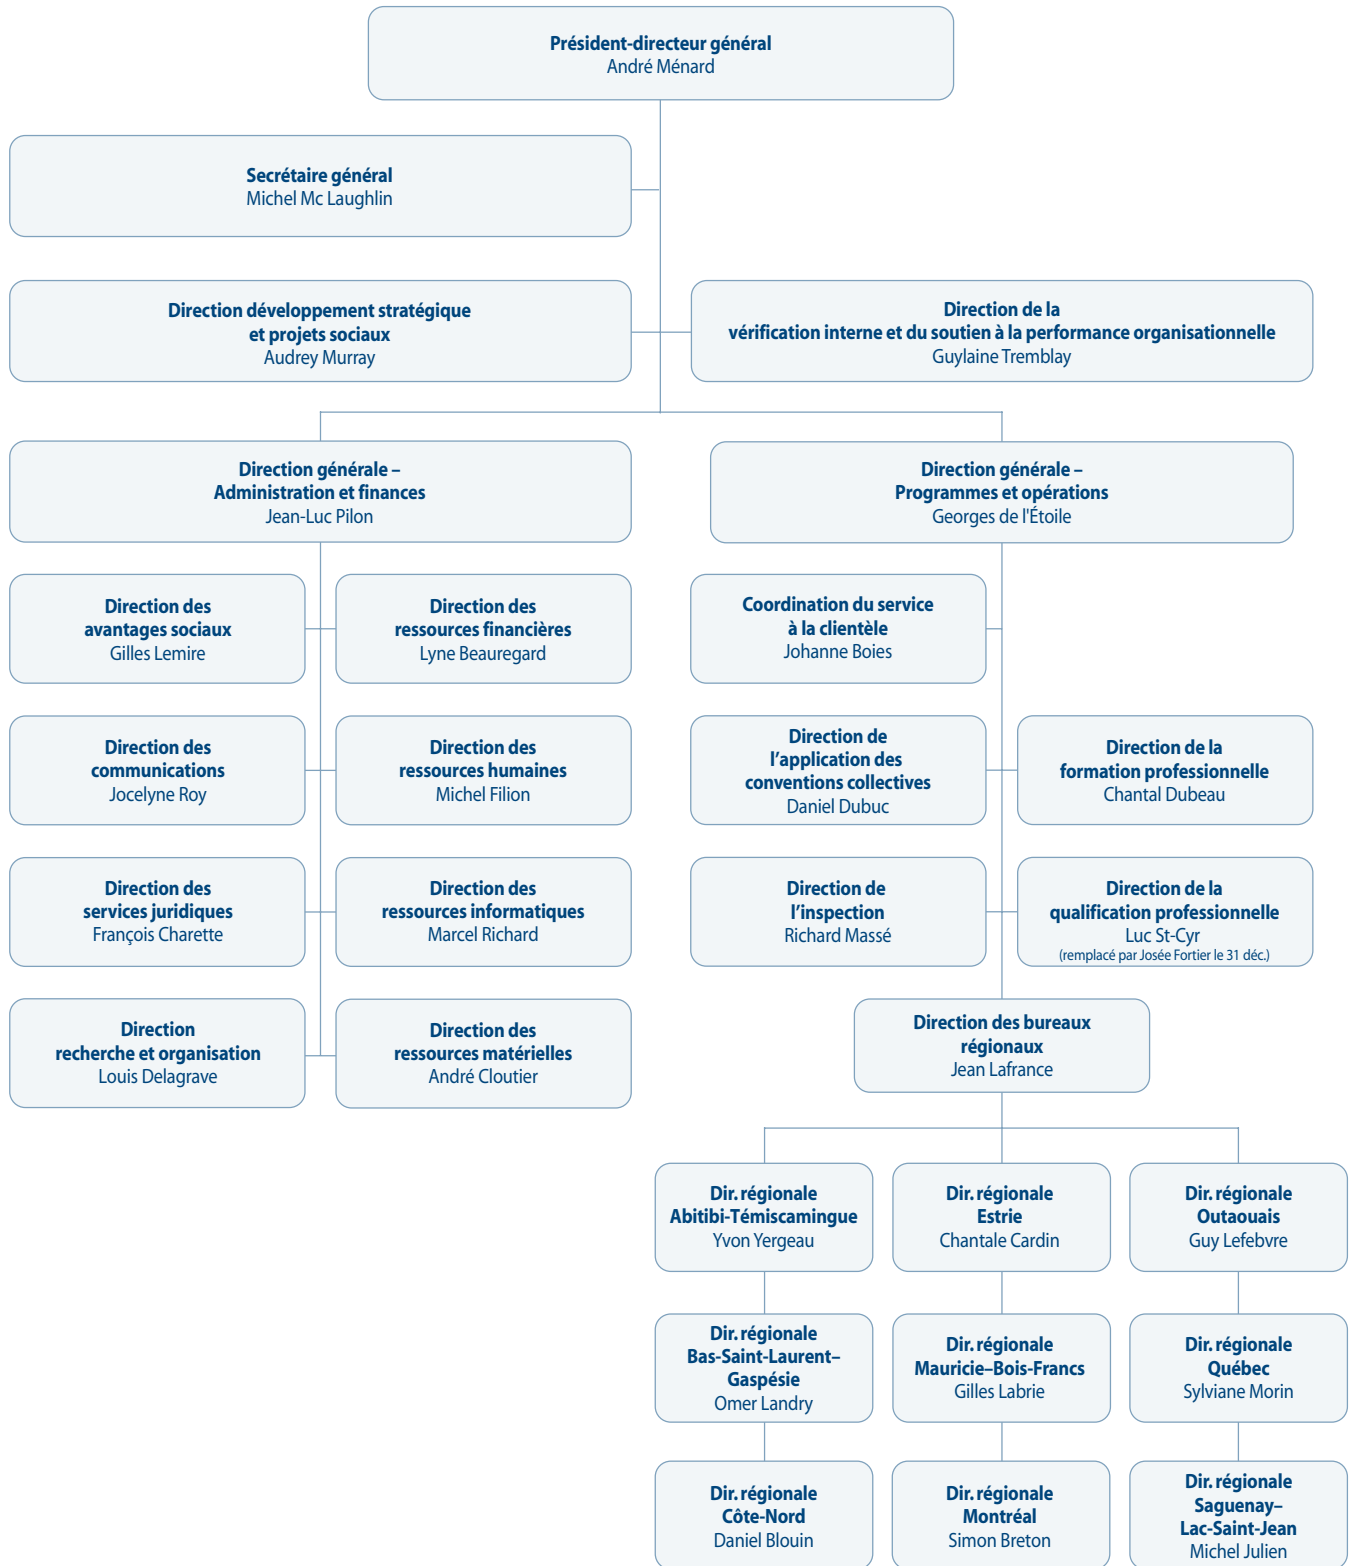 Président-directeur général
André Ménard
Secrétaire général
Michel Mc Laughlin
Direction développement stratégique
et projets sociaux
Audrey Murray
Direction de la
vérification interne et du soutien à la performance organisationnelle
Guylaine Tremblay
Direction générale –
Administration et finances
Jean-Luc Pilon
Direction générale –
Programmes et opérations
Georges de l'Étoile
Direction des
avantages sociaux
Gilles Lemire
Direction des
ressources financières
Lyne Beauregard
Coordination du service
à la clientèle
Johanne Boies
Direction des
communications
Jocelyne Roy
Direction des
ressources humaines
Michel Filion
Direction de
l’application des
conventions collectives
Daniel Dubuc
Direction de la
formation professionnelle
Chantal Dubeau
Direction des
services juridiques
François Charette
Direction des
ressources informatiques
Marcel Richard
Direction de
l’inspection
Richard Massé
Direction de la
qualification professionnelle
Luc St-Cyr
(remplacé par Josée Fortier le 31 déc.)
Direction
recherche et organisation
Louis Delagrave
Direction des
ressources matérielles
André Cloutier
Direction des bureaux
régionaux
Jean Lafrance
Dir. régionale
Abitibi-Témiscamingue
Yvon Yergeau
Dir. régionale
Estrie
Chantale Cardin
Dir. régionale
Outaouais
Guy Lefebvre
Dir. régionale
Bas-Saint-Laurent–
Gaspésie
Omer Landry
Dir. régionale
Mauricie–Bois-Francs
Gilles Labrie
Dir. régionale
Québec
Sylviane Morin
Dir. régionale
Côte-Nord
Daniel Blouin
Dir. régionale
Montréal
Simon Breton
Dir. régionale
Saguenay–
Lac-Saint-Jean
Michel Julien